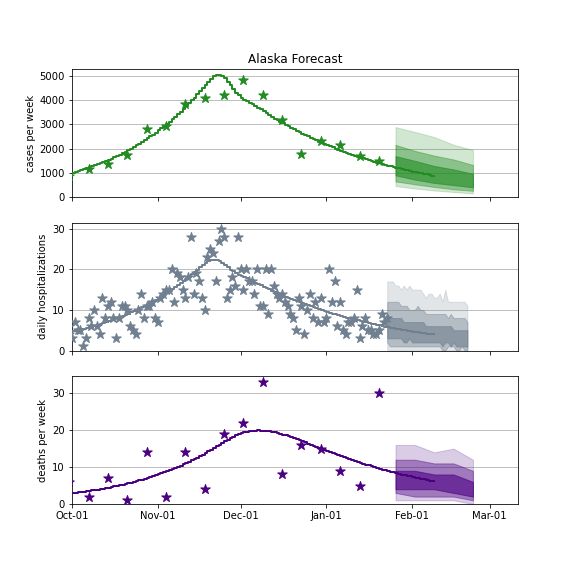 Alaska Forecast
cases per week
5000
4000
3000
2000
1000
0
daily hospitalizations
30
20
10
0
deaths per week
30
20
10
0
Oct-01 Nov-01 Dec-01 Jan-01 Feb-01 Mar-01